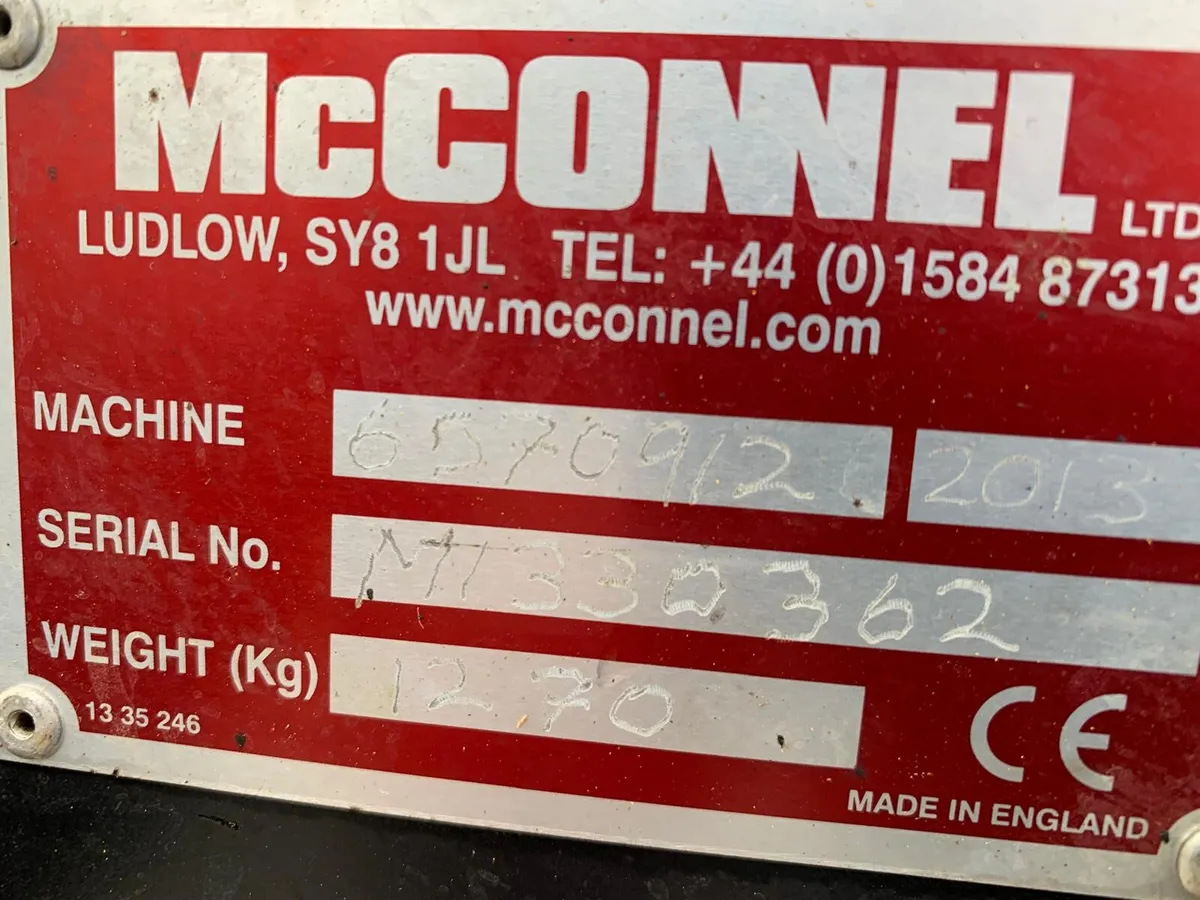 McCONNEL LTD
LUDLOW, SY8 1JL TEL: +44 (0)1584 87313
www.mcconnel.com
MACHINE 6570912 2013
SERIAL No. M1330362
WEIGHT (Kg) 1270
13 35 246
CE
MADE IN ENGLAND